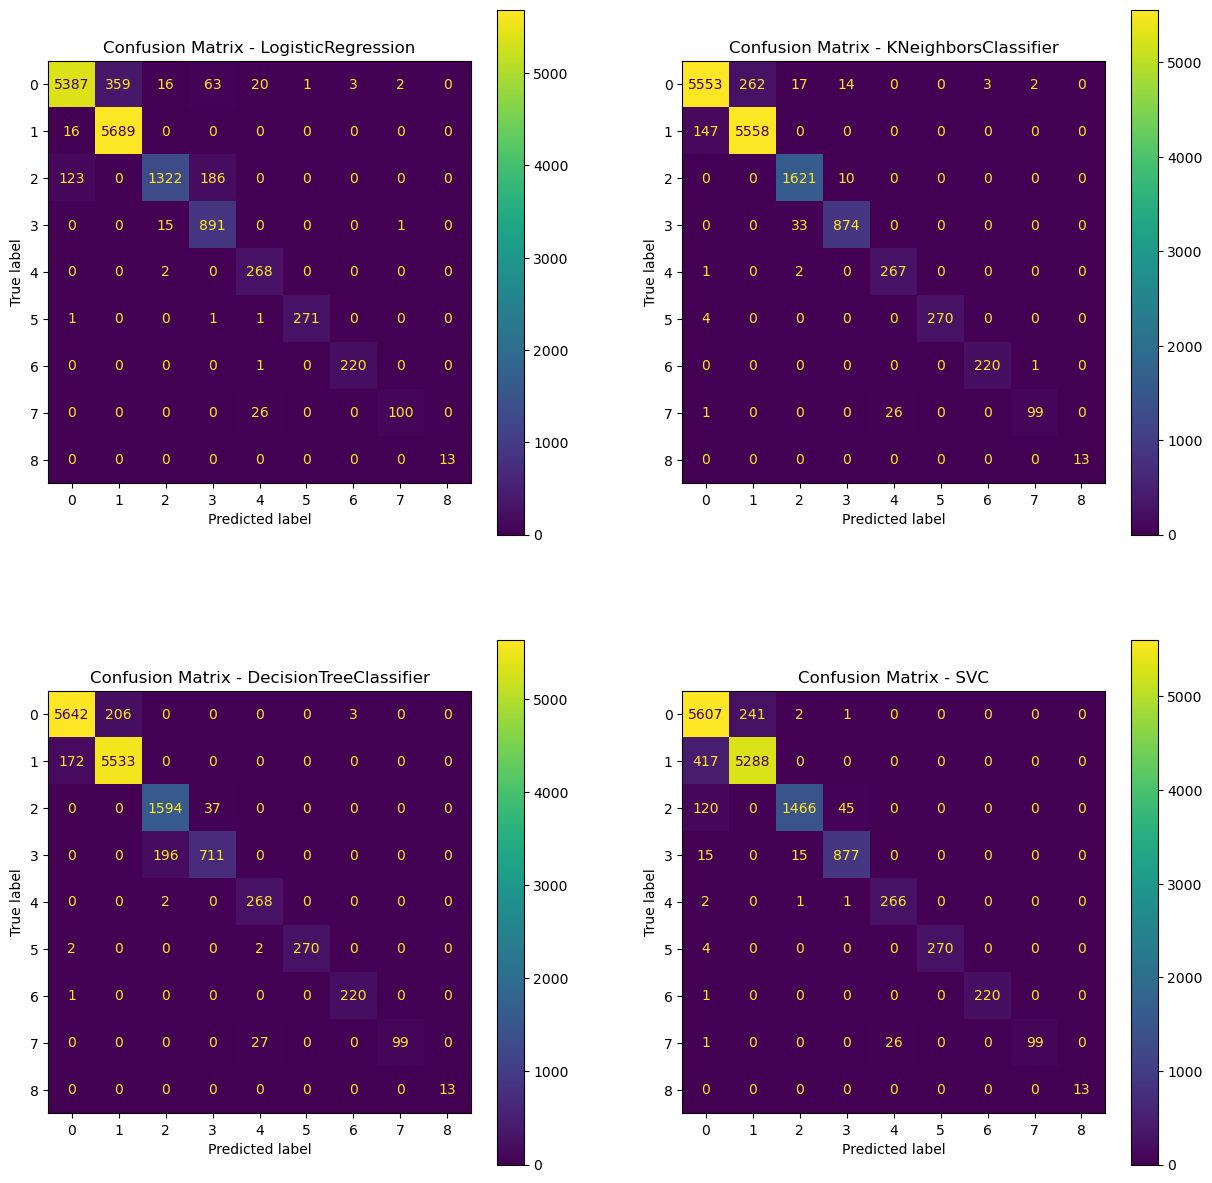 Confusion Matrix - LogisticRegression
0 5387 359 16 63 20 1 3 2 0
1 16 5689 0 0 0 0 0 0 0
2 123 0 1322 186 0 0 0 0 0
3 0 0 15 891 0 0 0 1 0
4 0 0 2 0 268 0 0 0 0
5 1 0 0 1 1 271 0 0 0
6 0 0 0 0 1 0 220 0 0
7 0 0 0 0 26 0 0 100 0
8 0 0 0 0 0 0 0 0 13
0 1 2 3 4 5 6 7 8
Predicted label
True label
5000
4000
3000
2000
1000
0
Confusion Matrix - KNeighborsClassifier
0 5553 262 17 14 0 0 3 2 0
1 147 5558 0 0 0 0 0 0 0
2 0 0 1621 10 0 0 0 0 0
3 0 0 33 874 0 0 0 0 0
4 1 0 2 0 267 0 0 0 0
5 4 0 0 0 0 270 0 0 0
6 0 0 0 0 0 0 220 1 0
7 1 0 0 0 26 0 0 99 0
8 0 0 0 0 0 0 0 0 13
0 1 2 3 4 5 6 7 8
Predicted label
True label
5000
4000
3000
2000
1000
0
Confusion Matrix - DecisionTreeClassifier
0 5642 206 0 0 0 0 3 0 0
1 172 5533 0 0 0 0 0 0 0
2 0 0 1594 37 0 0 0 0 0
3 0 0 196 711 0 0 0 0 0
4 0 0 2 0 268 0 0 0 0
5 2 0 0 0 2 270 0 0 0
6 1 0 0 0 0 0 220 0 0
7 0 0 0 0 27 0 0 99 0
8 0 0 0 0 0 0 0 0 13
0 1 2 3 4 5 6 7 8
Predicted label
True label
5000
4000
3000
2000
1000
0
Confusion Matrix - SVC
0 5607 241 2 1 0 0 0 0 0
1 417 5288 0 0 0 0 0 0 0
2 120 0 1466 45 0 0 0 0 0
3 15 0 15 877 0 0 0 0 0
4 2 0 1 1 266 0 0 0 0
5 4 0 0 0 0 270 0 0 0
6 1 0 0 0 0 0 220 0 0
7 1 0 0 0 26 0 0 99 0
8 0 0 0 0 0 0 0 0 13
0 1 2 3 4 5 6 7 8
Predicted label
True label
5000
4000
3000
2000
1000
0